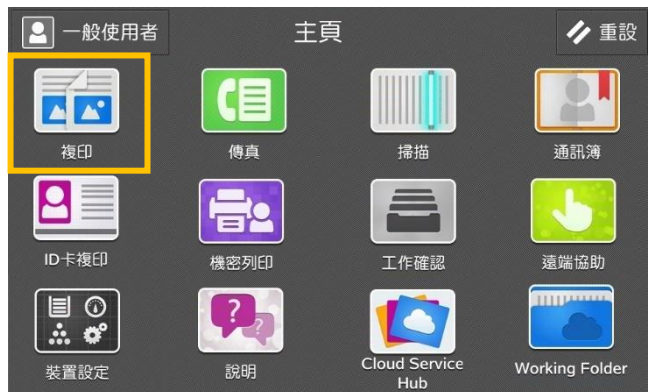 一般使用者
主頁
重設
複印
傳真
掃描
通訊簿
ID卡複印
機密列印
工作確認
遠端協助
裝置設定
說明
Cloud Service
Hub
Working Folder